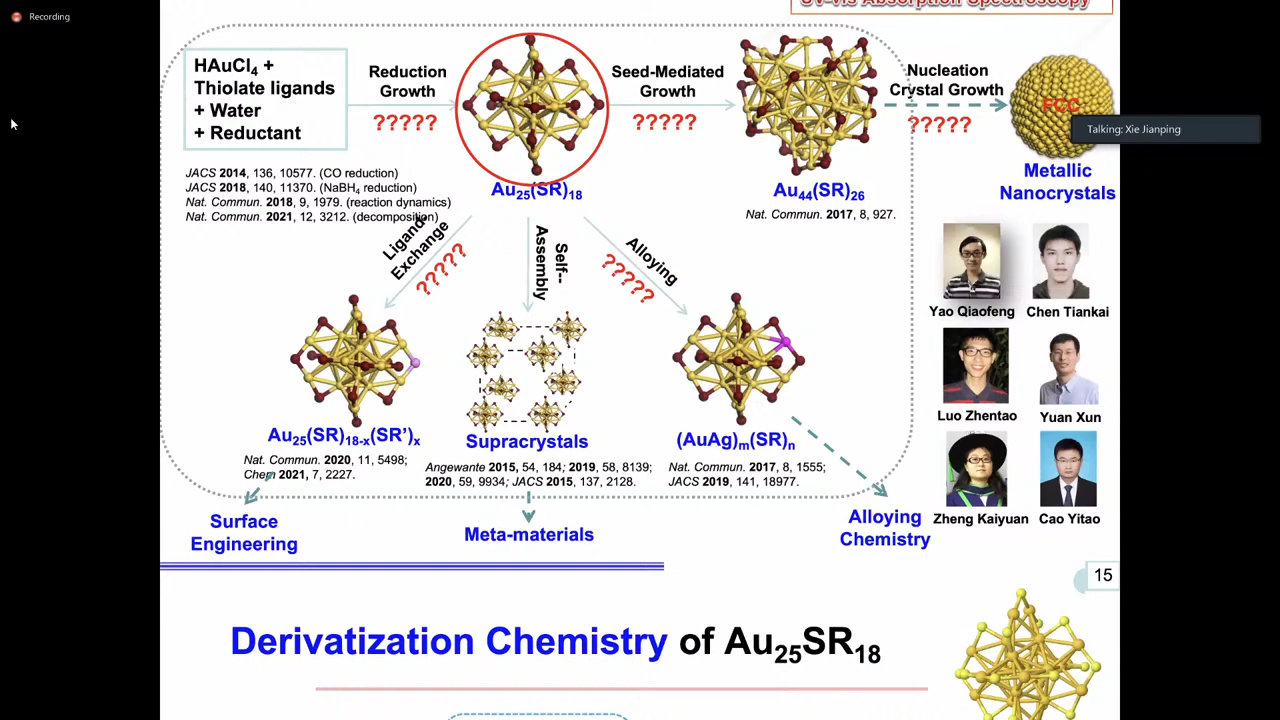 Recording
UV-vis Absorption Spectroscopy
HAuCl4 +
Thiolate ligands
+ Water
+ Reductant
Reduction
Growth
?????
Seed-Mediated
Growth
?????
Nucleation
Crystal Growth
?????
FCC
Talking: Xie Jianping
Metallic
Nanocrystals
JACS 2014, 136, 10577. (CO reduction)
JACS 2018, 140, 11370. (NaBH4 reduction)
Nat. Commun. 2018, 9, 1979. (reaction dynamics)
Nat. Commun. 2021, 12, 3212. (decomposition)
Au25(SR)18
Au44(SR)26
Nat. Commun. 2017, 8, 927.
Ligand-
Exchange
?????
Self-
Assembly
Alloying
?????
Yao Qiaofeng
Chen Tiankai
Luo Zhentao
Yuan Xun
Zheng Kaiyuan
Cao Yitao
Au25(SR)18-x(SR')x
Supracrystals
(AuAg)m(SR)n
Nat. Commun. 2020, 11, 5498;
Chem 2021, 7, 2227.
Angewante 2015, 54, 184; 2019, 58, 8139;
2020, 59, 9934; JACS 2015, 137, 2128.
Nat. Commun. 2017, 8, 1555;
JACS 2019, 141, 18977.
Surface
Engineering
Meta-materials
Alloying
Chemistry
15
Derivatization Chemistry of Au25SR18